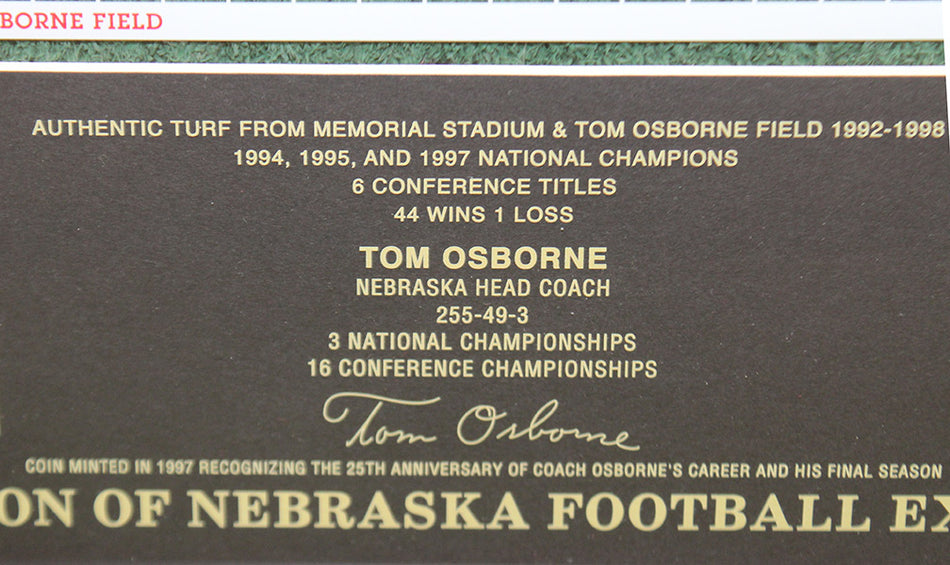 BORNE FIELD
AUTHENTIC TURF FROM MEMORIAL STADIUM & TOM OSBORNE FIELD 1992-1998
1994, 1995, AND 1997 NATIONAL CHAMPIONS
6 CONFERENCE TITLES
44 WINS 1 LOSS
TOM OSBORNE
NEBRASKA HEAD COACH
255-49-3
3 NATIONAL CHAMPIONSHIPS
16 CONFERENCE CHAMPIONSHIPS
Tom Osborne
COIN MINTED IN 1997 RECOGNIZING THE 25TH ANNIVERSARY OF COACH OSBORNE'S CAREER AND HIS FINAL SEASON
ON OF NEBRASKA FOOTBALL EX